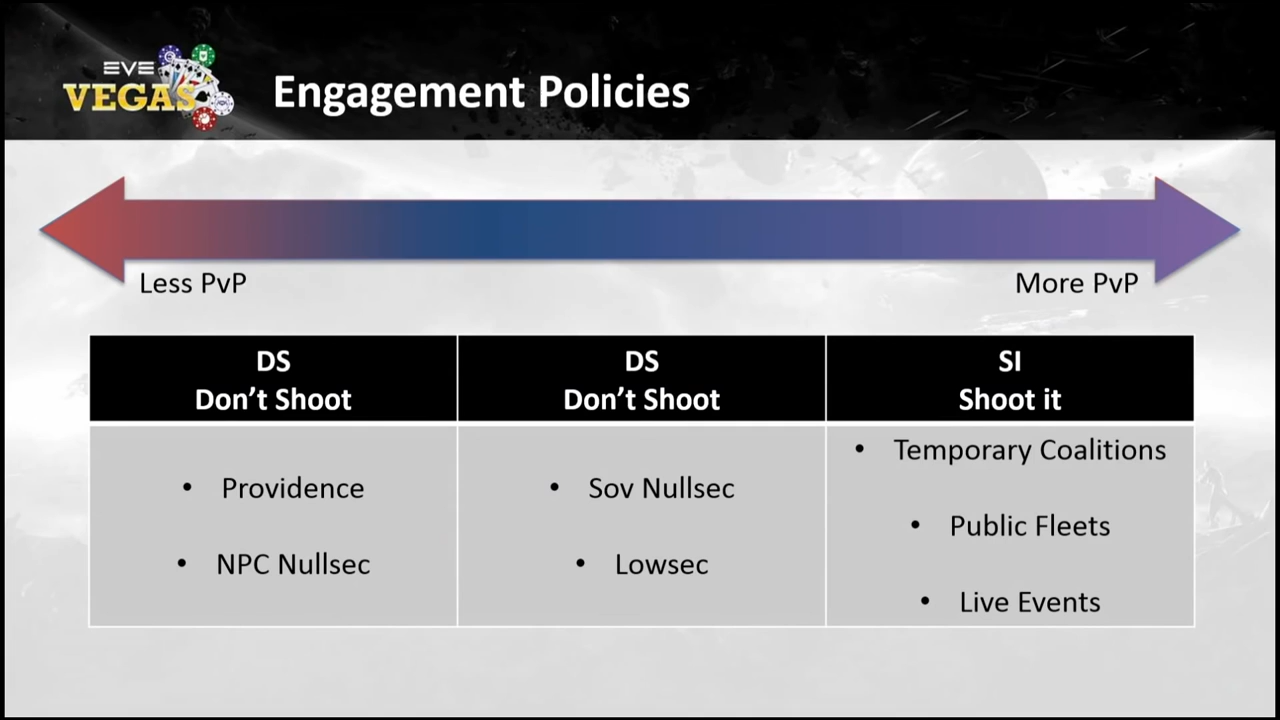 EVE
VEGAS
Engagement Policies
Less PvP
More PvP
DS
Don’t Shoot
DS
Don’t Shoot
SI
Shoot it
• Providence
• NPC Nullsec
• Sov Nullsec
• Lowsec
• Temporary Coalitions
• Public Fleets
• Live Events